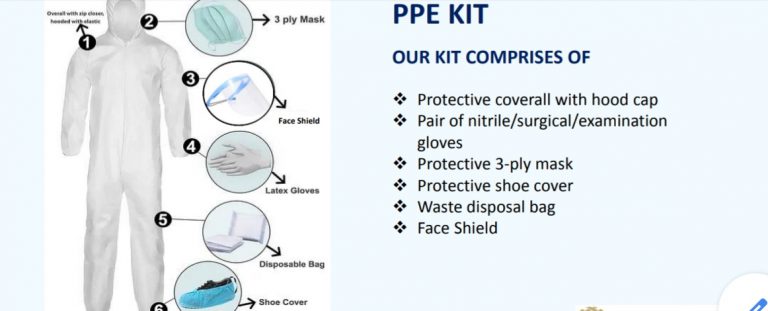 Overall with zip closer,
hooded with elastic
1
2
3 ply Mask
3
Face Shield
4
Latex Gloves
5
Disposable Bag
6
Shoe Cover
PPE KIT
OUR KIT COMPRISES OF
❖ Protective coverall with hood cap
❖ Pair of nitrile/surgical/examination
gloves
❖ Protective 3-ply mask
❖ Protective shoe cover
❖ Waste disposal bag
❖ Face Shield